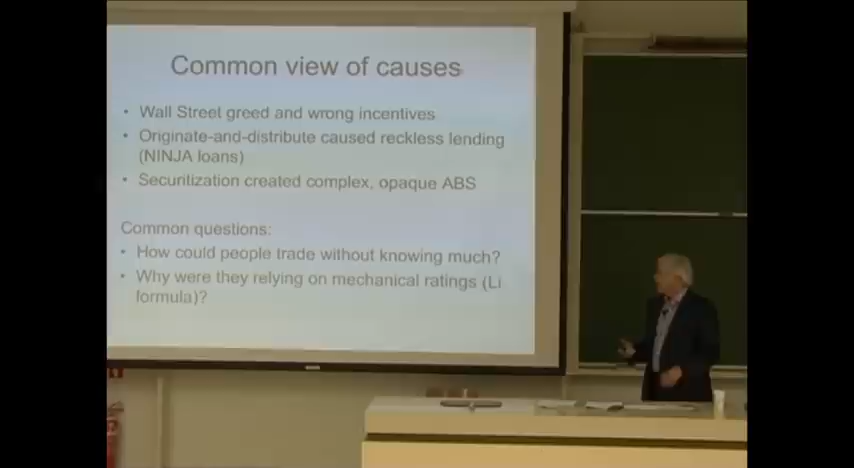 Common view of causes
• Wall Street greed and wrong incentives
• Originate-and-distribute caused reckless lending
(NINJA loans)
• Securitization created complex, opaque ABS
Common questions:
• How could people trade without knowing much?
• Why were they relying on mechanical ratings (Li
formula)?